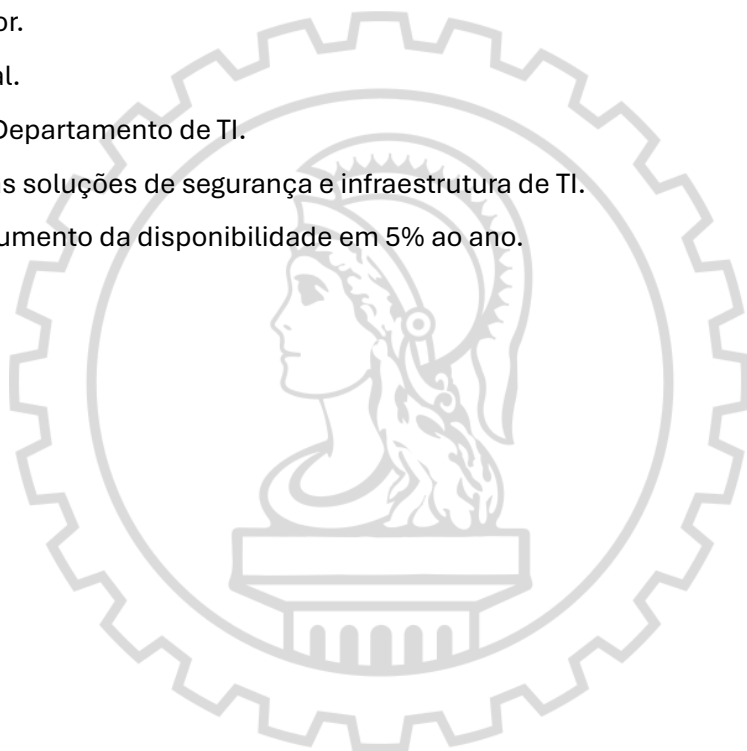 or.
al.
Departamento de TI.
s soluções de segurança e infraestrutura de TI.
umento da disponibilidade em 5% ao ano.